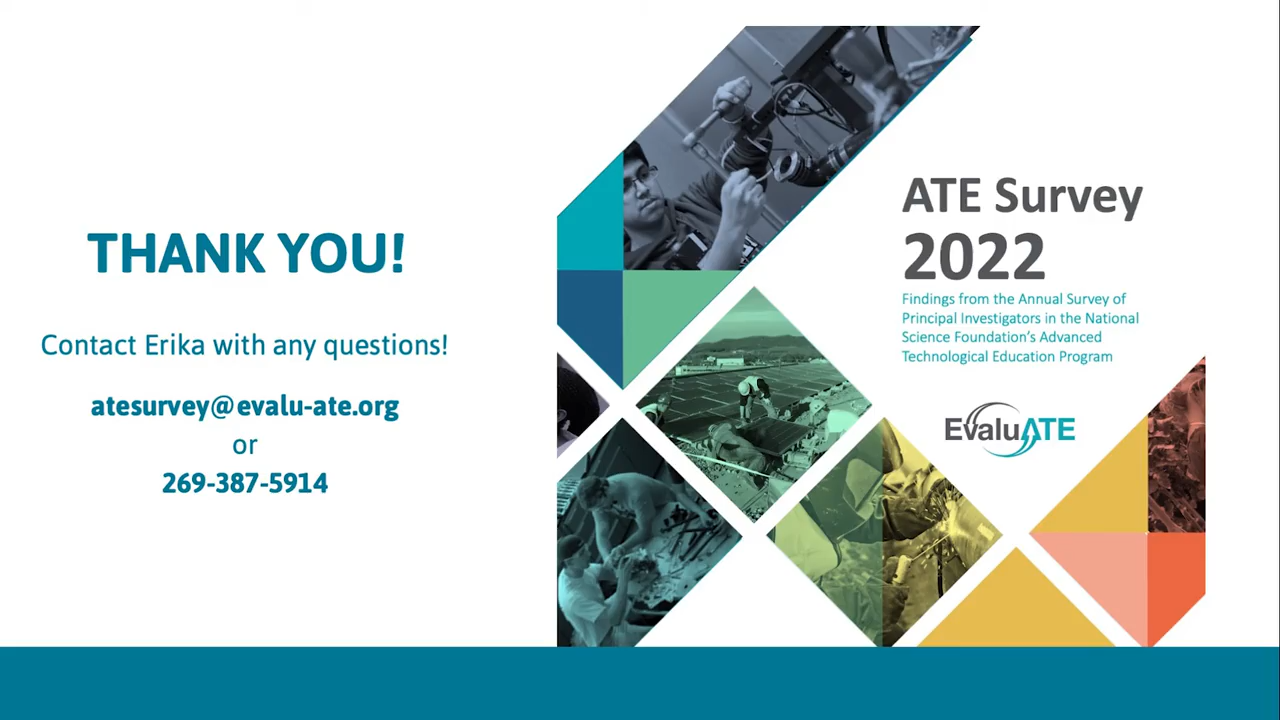 THANK YOU!
Contact Erika with any questions!
atesurvey@evalu-ate.org
or
269-387-5914
ATE Survey
2022
Findings from the Annual Survey of
Principal Investigators in the National
Science Foundation's Advanced
Technological Education Program
EvaluATE